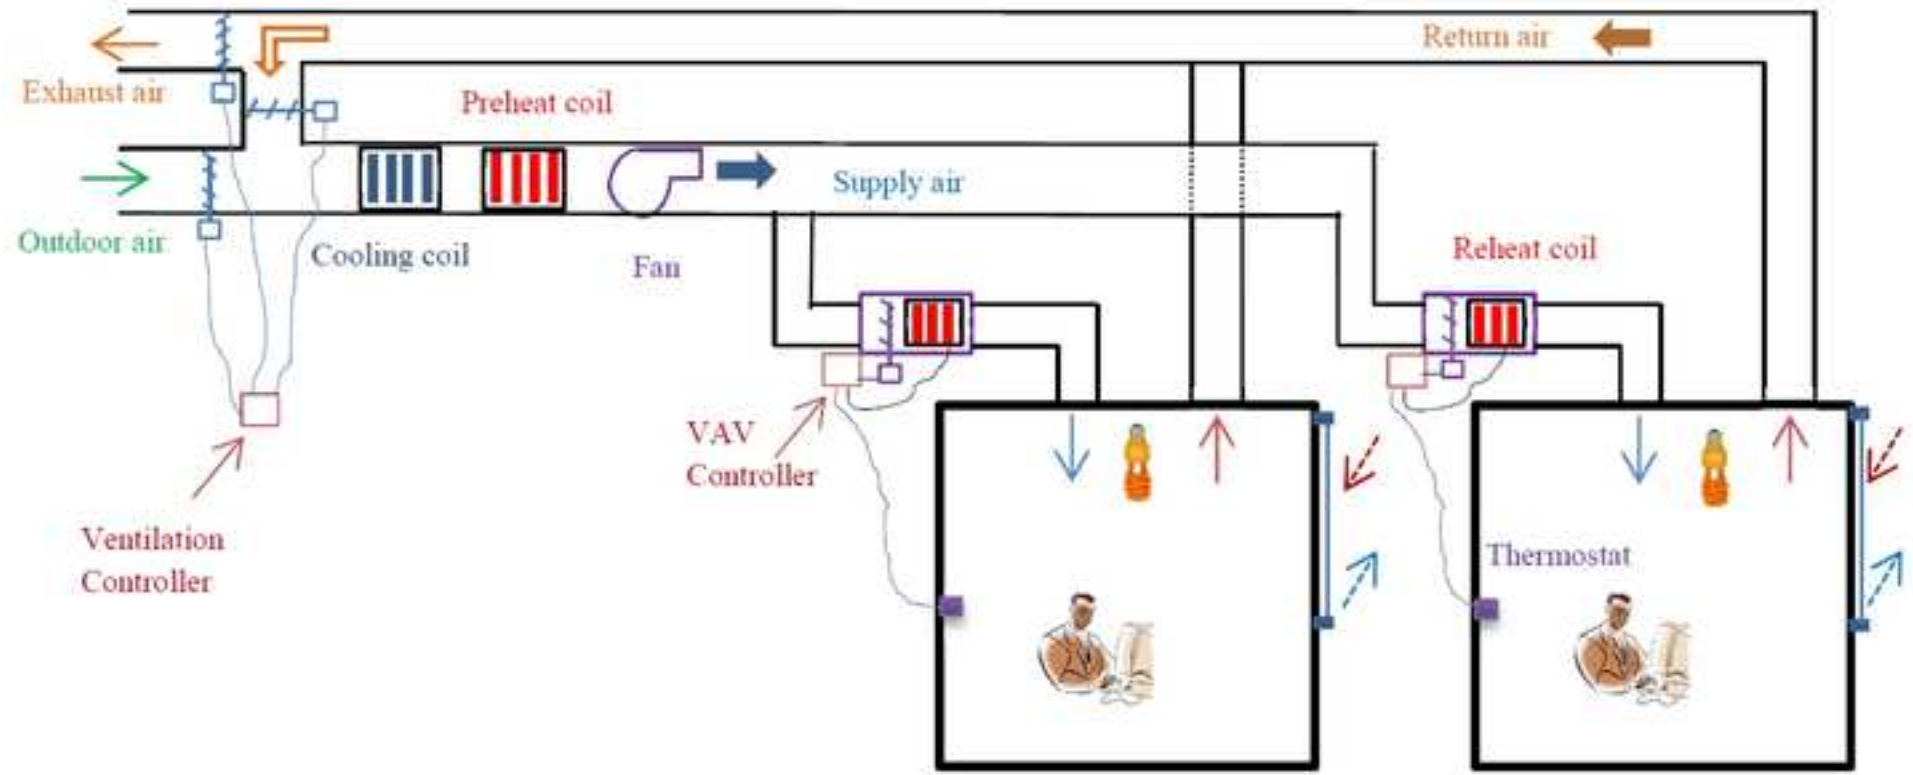 Return air
Exhaust air
Preheat coil
Supply air
Outdoor air
Cooling coil
Fan
Reheat coil
VAV
Controller
Ventilation
Controller
Thermostat